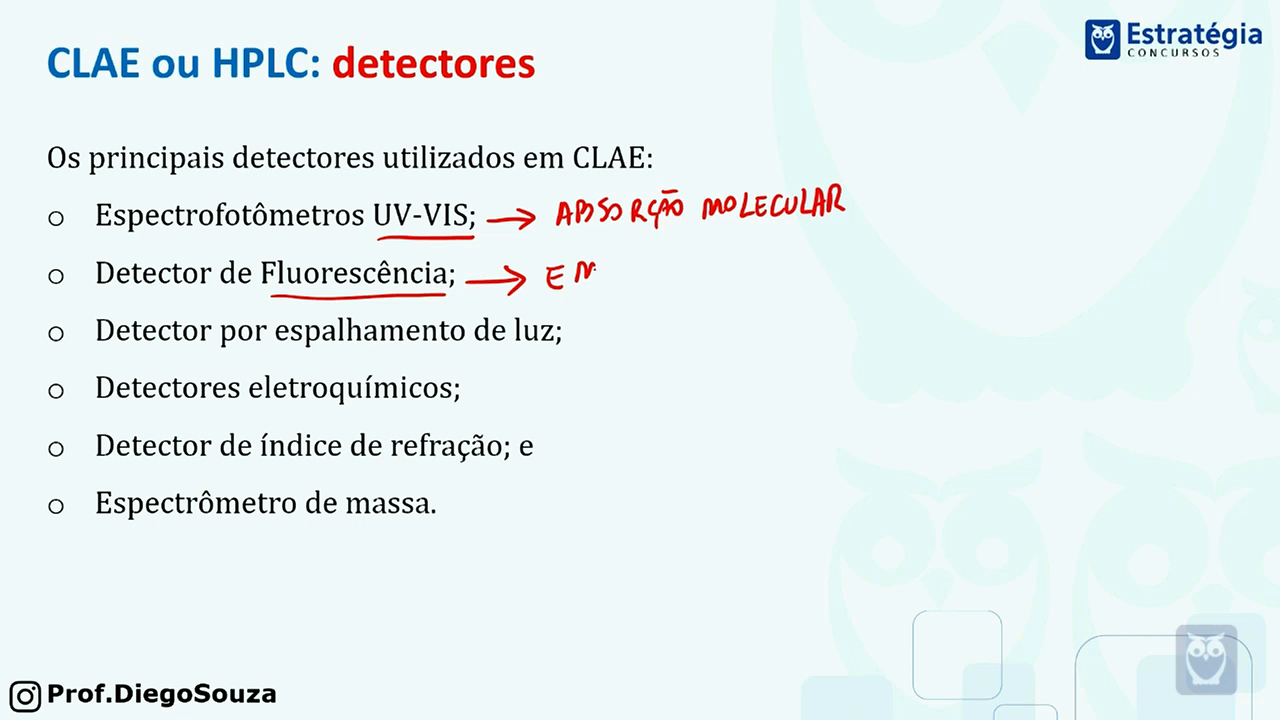 CLAE ou HPLC: detectores
Estratégia
CONCURSOS
Os principais detectores utilizados em CLAE:
Espectrofotômetros UV-VIS; → ABSORÇÃO MOLECULAR
Detector de Fluorescência; → EM
Detector por espalhamento de luz;
Detectores eletroquímicos;
Detector de índice de refração; e
Espectrômetro de massa.
Prof.DiegoSouza